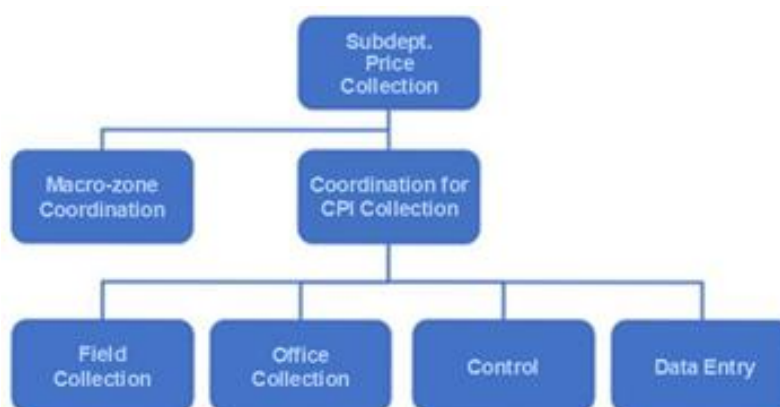 Subdept.
Price
Collection
Macro-zone
Coordination
Coordination for
CPI Collection
Field
Collection
Office
Collection
Control
Data Entry